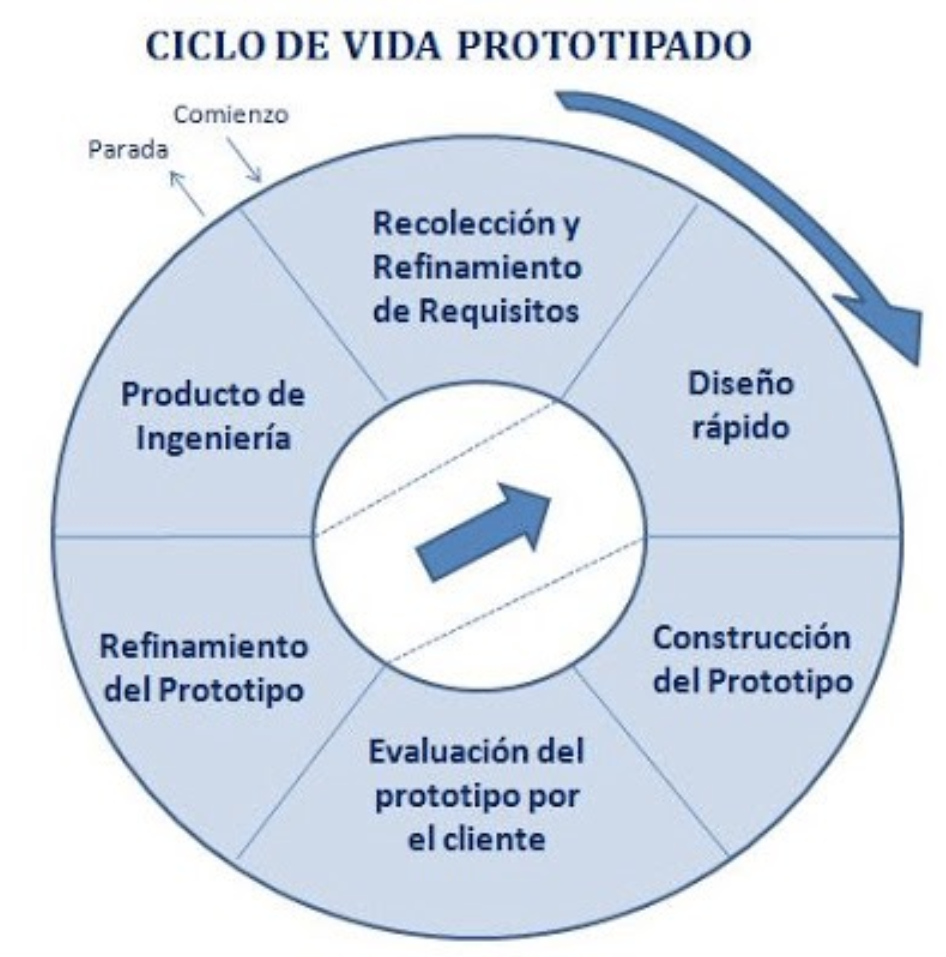 CICLO DE VIDA PROTOTIPADO
Comienzo
Parada
Recolección y
Refinamiento
de Requisitos
Diseño
rápido
Construcción
del Prototipo
Evaluación del
prototipo por
el cliente
Refinamiento
del Prototipo
Producto de
Ingeniería